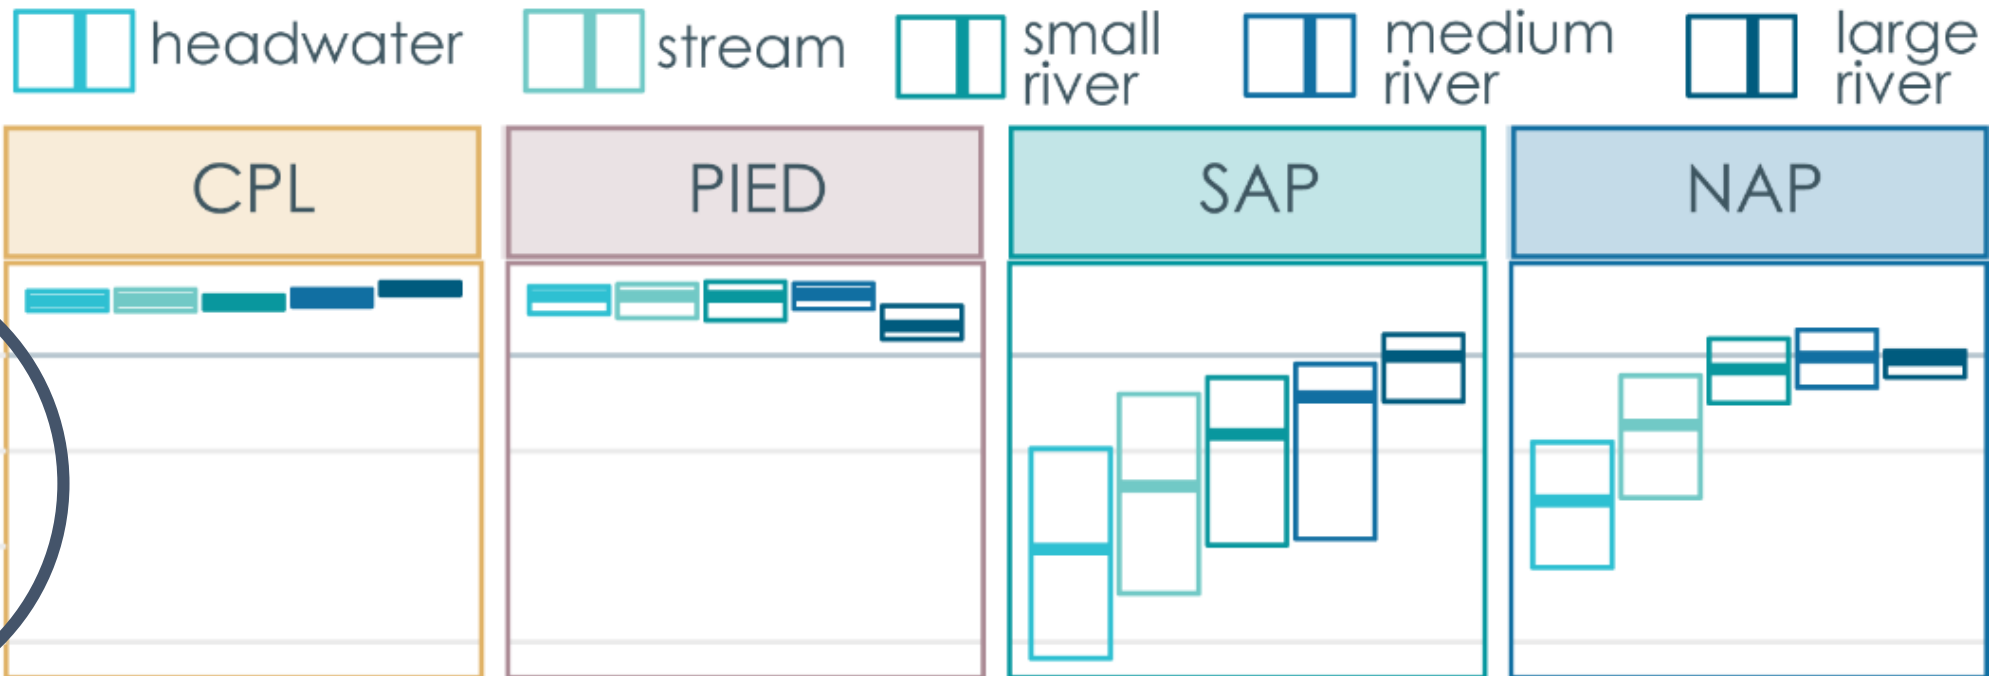 headwater
stream
small
river
medium
river
large
river
CPL
PIED
SAP
NAP